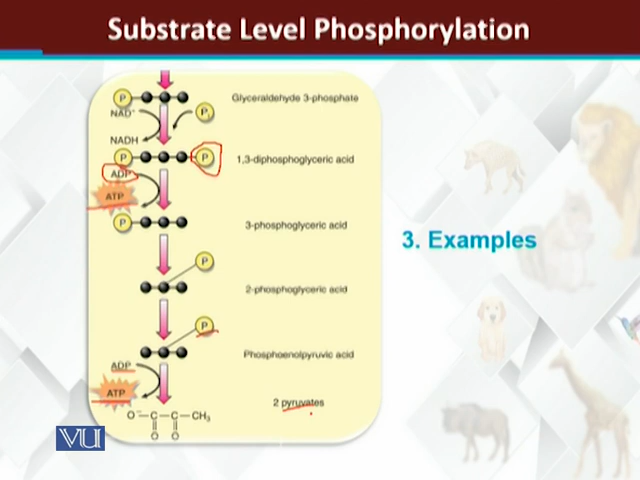 Substrate Level Phosphorylation
P
Glyceraldehyde 3-phosphate
NAD+
P
NADH
P
P
1,3-diphosphoglyceric acid
ADP
ATP
P
3-phosphoglyceric acid
3. Examples
P
2-phosphoglyceric acid
P
Phosphoenolpyruvic acid
ADP
ATP
2 pyruvates
O−—C—C—CH3
O O
VU